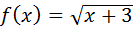 f(x) = √x + 3